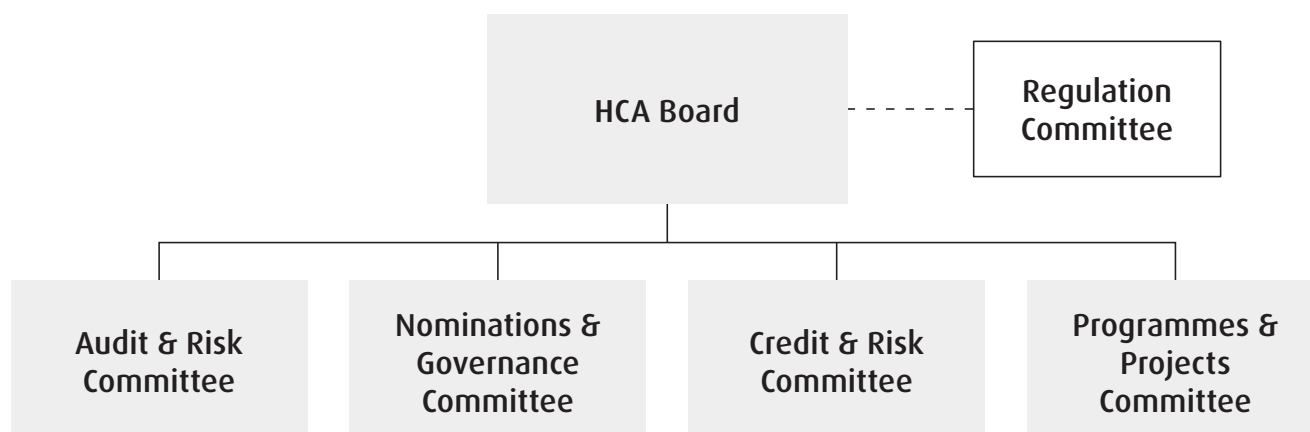 HCA Board
Regulation
Committee
Audit & Risk
Committee
Nominations &
Governance
Committee
Credit & Risk
Committee
Programmes &
Projects
Committee